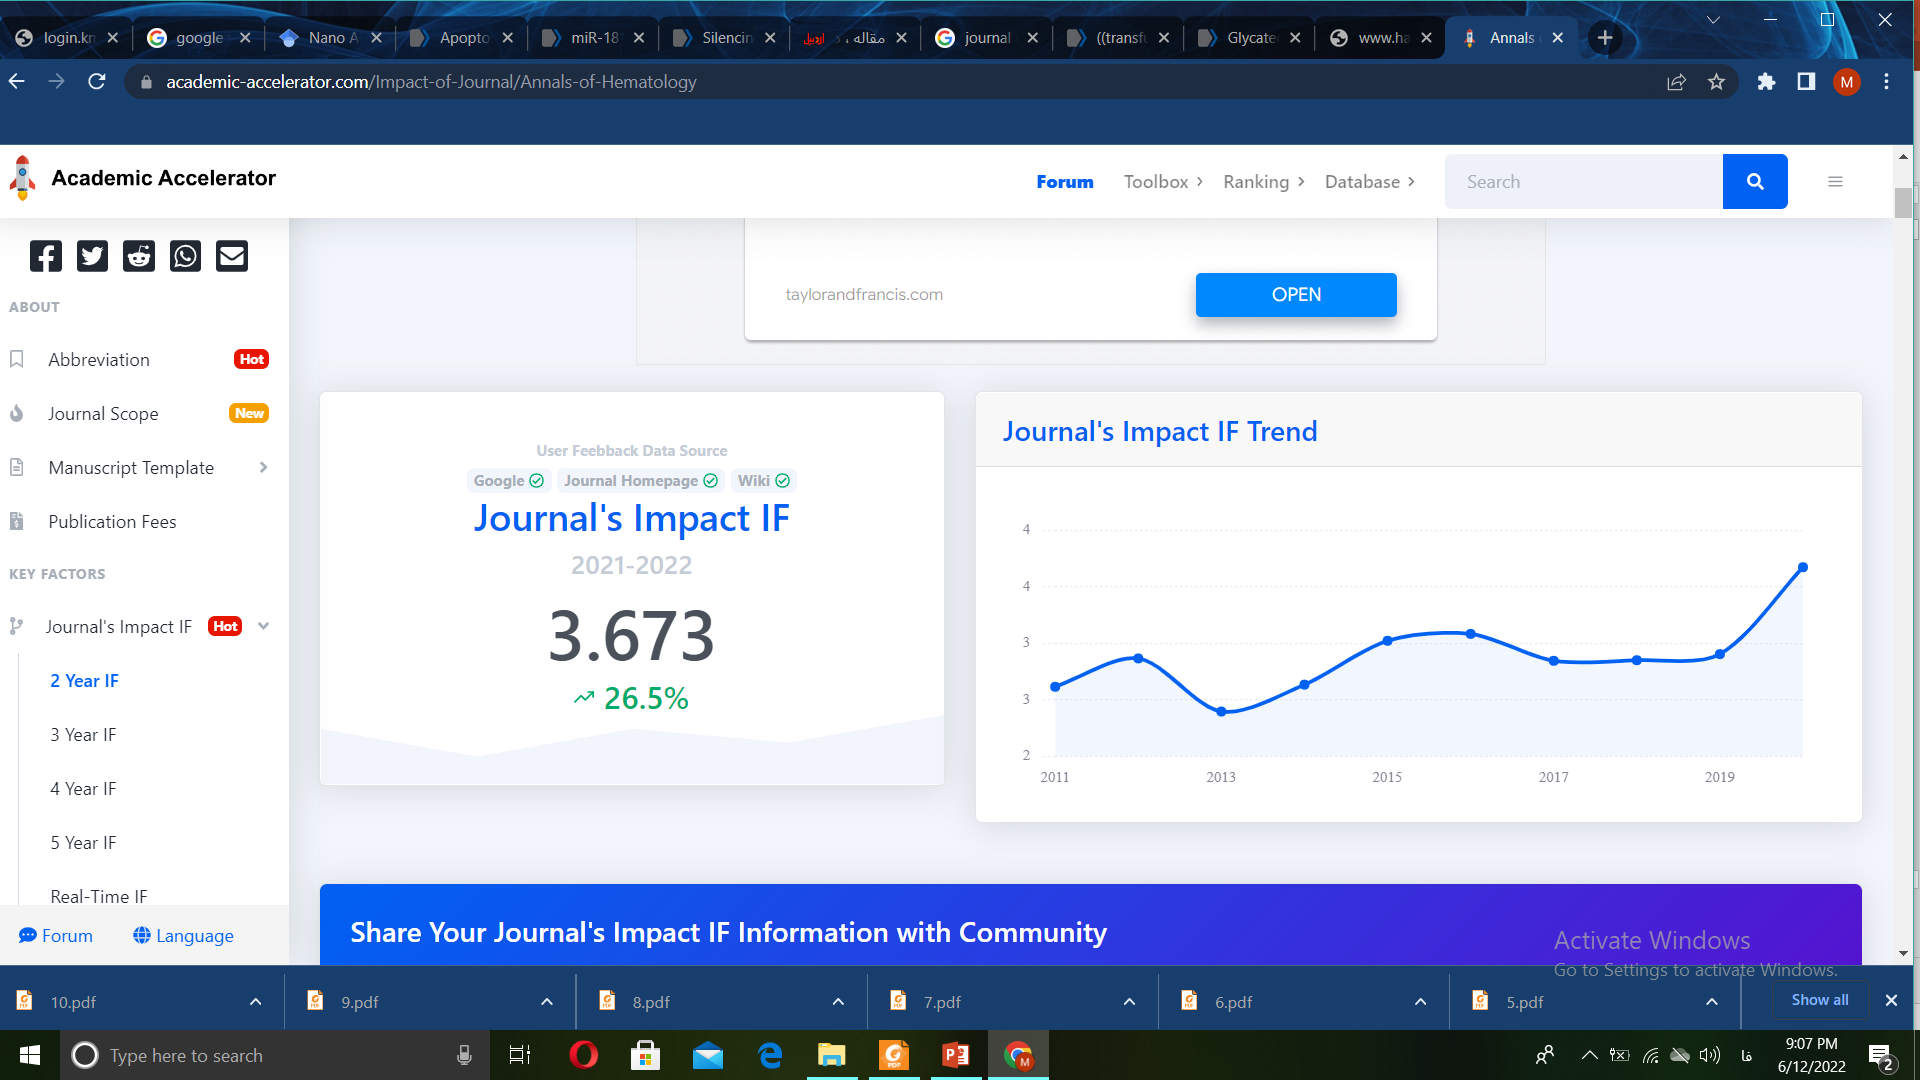 login.kn
google
Nano A
Apopto
miR-18
Silencin
مقاله ، د
journal
((transfu
Glycate
www.ha
Annals
academic-accelerator.com/Impact-of-Journal/Annals-of-Hematology
M
Academic Accelerator
Forum
Toolbox
Ranking
Database
Search
ABOUT
Abbreviation
Hot
Journal Scope
New
Manuscript Template
Publication Fees
KEY FACTORS
Journal's Impact IF
Hot
2 Year IF
3 Year IF
4 Year IF
5 Year IF
Real-Time IF
Forum
Language
taylorandfrancis.com
OPEN
User Feebback Data Source
Google
Journal Homepage
Wiki
Journal's Impact IF
2021-2022
3.673
26.5%
Journal's Impact IF Trend
4
4
3
3
2
2011
2013
2015
2017
2019
Share Your Journal's Impact IF Information with Community
Activate Windows
Go to Settings to activate Windows.
10.pdf
9.pdf
8.pdf
7.pdf
6.pdf
5.pdf
Show all
Type here to search
فا
9:07 PM
6/12/2022
2